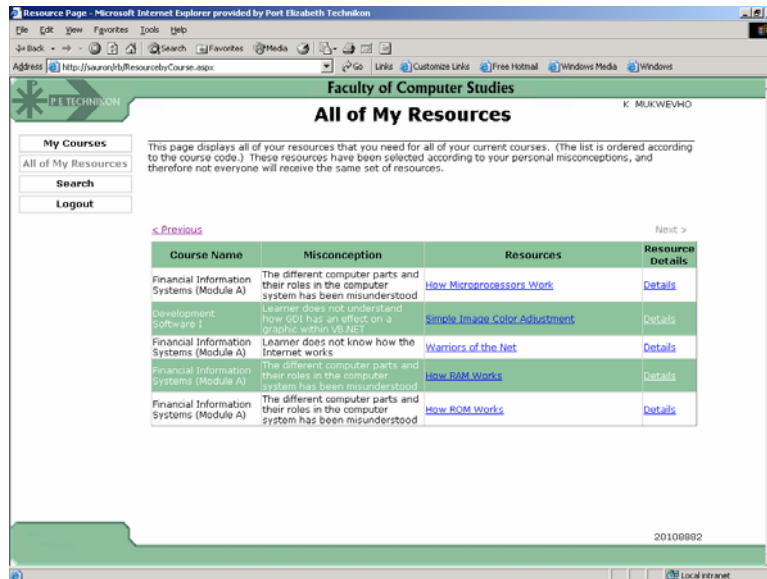 Resource Page - Microsoft Internet Explorer provided by Port Elizabeth Technikon
File Edit View Favorites Tools Help
Back Search Favorites Media
Address http://sauron/rb/ResourcebyCourse.aspx Go Links Customize Links Free Hotmail Windows Media Windows
Faculty of Computer Studies
P E TECHNIKON
K MUKWEVHO
All of My Resources
My Courses
All of My Resources
Search
Logout
This page displays all of your resources that you need for all of your current courses. (The list is ordered according
to the course code.) These resources have been selected according to your personal misconceptions, and
therefore not everyone will receive the same set of resources.
< Previous Next >
Course Name Misconception Resources Resource Details
Financial Information Systems (Module A) The different computer parts and their roles in the computer system has been misunderstood How Microprocessors Work Details
Development Software I Learner does not understand how GDI has an effect on a graphic within VB.NET Simple Image Color Adjustment Details
Financial Information Systems (Module A) Learner does not know how the Internet works Warriors of the Net Details
Financial Information Systems (Module A) The different computer parts and their roles in the computer system has been misunderstood How RAM Works Details
Financial Information Systems (Module A) The different computer parts and their roles in the computer system has been misunderstood How ROM Works Details
20108882
Local intranet